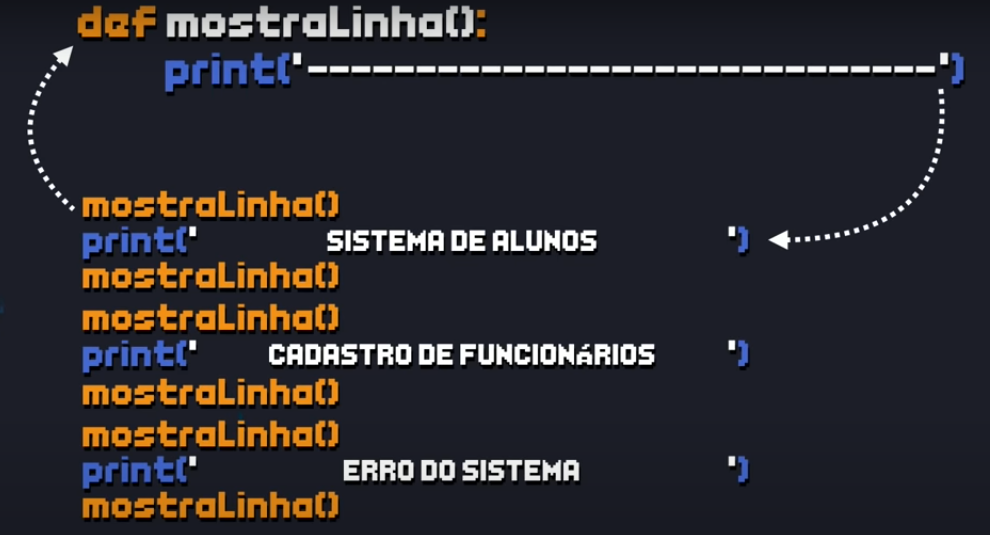 def mostraLinha():
print('-----------------------------')
mostraLinha()
print(' SISTEMA DE ALUNOS ')
mostraLinha()
mostraLinha()
print(' CADASTRO DE FUNCIONáRIOS ')
mostraLinha()
mostraLinha()
print(' ERRO DO SISTEMA ')
mostraLinha()